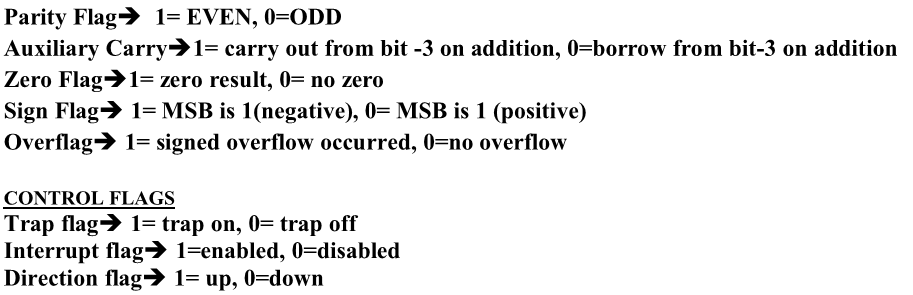 Parity Flag➔ 1= EVEN, 0=ODD
Auxiliary Carry➔1= carry out from bit -3 on addition, 0=borrow from bit-3 on addition
Zero Flag➔1= zero result, 0= no zero
Sign Flag➔ 1= MSB is 1(negative), 0= MSB is 1 (positive)
Overflag➔ 1= signed overflow occurred, 0=no overflow
CONTROL FLAGS
Trap flag➔ 1= trap on, 0= trap off
Interrupt flag➔ 1=enabled, 0=disabled
Direction flag➔ 1= up, 0=down